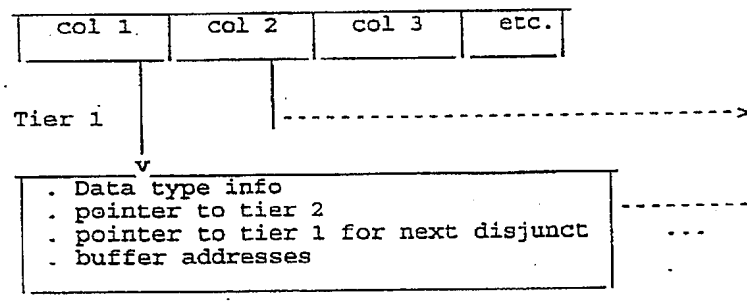 col 1 col 2 col 3 etc.
Tier 1
v
. Data type info
. pointer to tier 2
. pointer to tier 1 for next disjunct ...
. buffer addresses